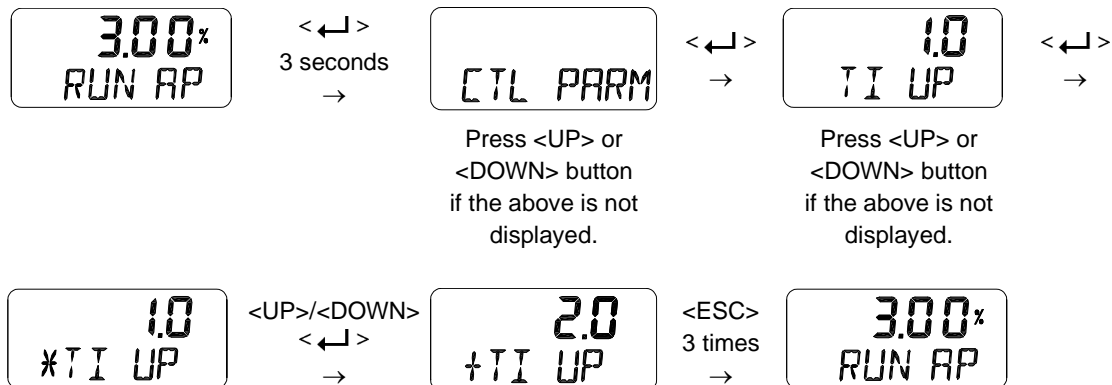 3.00%
RUN AP
<↵>
3 seconds
→
CTL PARM
<↵>
→
1.0
TI UP
<↵>
→
Press <UP> or
<DOWN> button
if the above is not
displayed.
Press <UP> or
<DOWN> button
if the above is not
displayed.
1.0
*TI UP
<UP>/<DOWN>
<↵>
→
2.0
+TI UP
<ESC>
3 times
→
3.00%
RUN AP